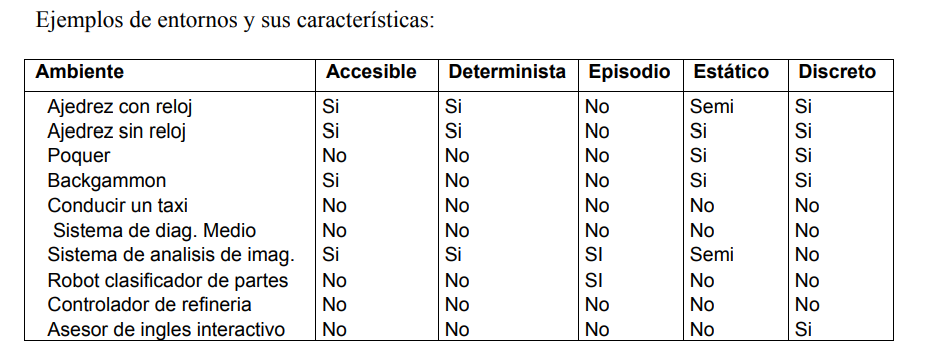 Ejemplos de entornos y sus características:
Ambiente Accesible Determinista Episodio Estático Discreto
Ajedrez con reloj Si Si No Semi Si
Ajedrez sin reloj Si Si No Si Si
Poquer No No No Si Si
Backgammon Si No No Si Si
Conducir un taxi No No No No No
Sistema de diag. Medio No No No No No
Sistema de analisis de imag. Si Si SI Semi No
Robot clasificador de partes No No SI No No
Controlador de refineria No No No No No
Asesor de ingles interactivo No No No No Si